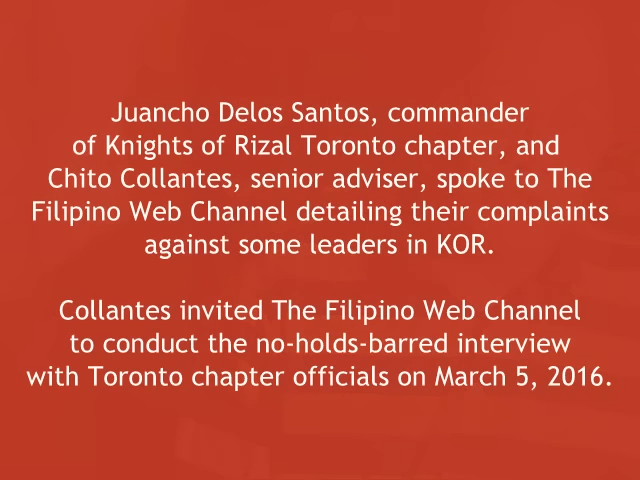 Juancho Delos Santos, commander
of Knights of Rizal Toronto chapter, and
Chito Collantes, senior adviser, spoke to The
Filipino Web Channel detailing their complaints
against some leaders in KOR.
Collantes invited The Filipino Web Channel
to conduct the no-holds-barred interview
with Toronto chapter officials on March 5, 2016.